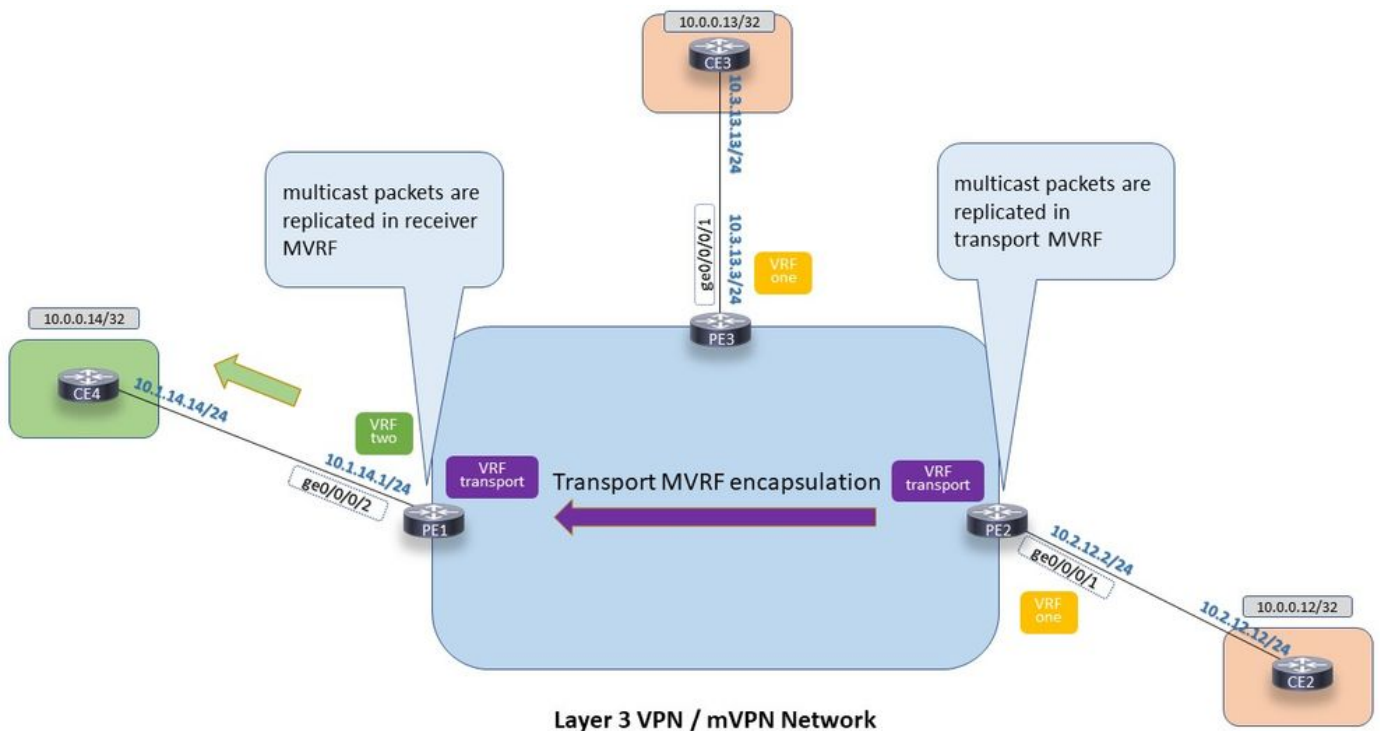 10.0.0.13/32
CE3
10.3.13.13/24
multicast packets are
replicated in receiver
MVRF
multicast packets are
replicated in
transport MVRF
ge0/0/0/1
10.3.13.3/24
VRF
one
PE3
10.0.0.14/32
CE4
10.1.14.14/24
VRF
two
10.1.14.1/24
ge0/0/0/2
PE1
VRF
transport
Transport MVRF encapsulation
VRF
transport
PE2
10.2.12.2/24
ge0/0/0/1
VRF
one
10.0.0.12/32
10.2.12.12/24
CE2
Layer 3 VPN / mVPN Network